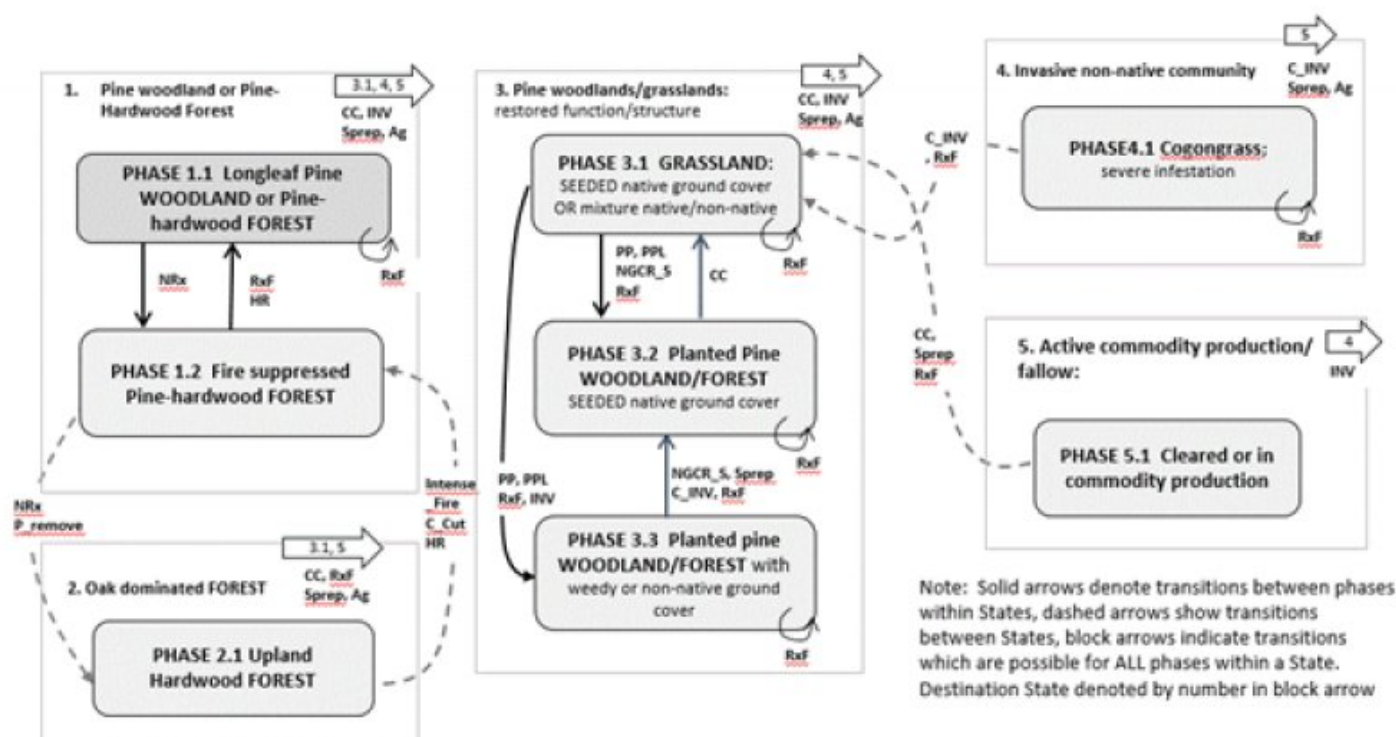 1. Pine woodland or Pine-
Hardwood Forest
3.1, 4, 5
CC, INV
Sprep, Ag
PHASE 1.1 Longleaf Pine
WOODLAND or Pine-
hardwood FOREST
RxF
NRx
RxF
HR
PHASE 1.2 Fire suppressed
Pine-hardwood FOREST
NRx
P_remove
Intense
_Fire
C_Cut
HR
3.1, 5
CC, RxF
Sprep, Ag
2. Oak dominated FOREST
PHASE 2.1 Upland
Hardwood FOREST
3. Pine woodlands/grasslands:
restored function/structure
4, 5
CC, INV
Sprep, Ag
PHASE 3.1 GRASSLAND:
SEEDED native ground cover
OR mixture native/non-native
RxF
PP, PPL
NGCR_S
RxF
CC
PHASE 3.2 Planted Pine
WOODLAND/FOREST
SEEDED native ground cover
RxF
PP, PPL
RxF, INV
NGCR_S, Sprep
C_INV, RxF
PHASE 3.3 Planted pine
WOODLAND/FOREST with
weedy or non-native ground
cover
RxF
C_INV
, RxF
CC,
Sprep
RxF
5
C_INV
Sprep, Ag
4. Invasive non-native community
PHASE4.1 Cogongrass;
severe infestation
RxF
5. Active commodity production/
fallow:
4
INV
PHASE 5.1 Cleared or in
commodity production
Note: Solid arrows denote transitions between phases
within States, dashed arrows show transitions
between States, block arrows indicate transitions
which are possible for ALL phases within a State.
Destination State denoted by number in block arrow